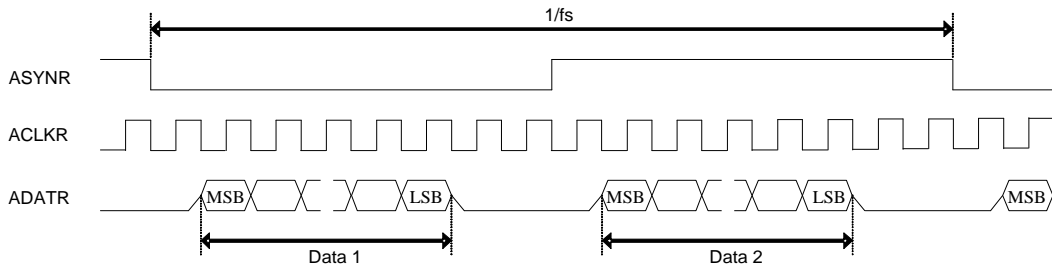 1/fs
ASYNR
ACLKR
ADATR
MSB LSB MSB LSB MSB
Data 1 Data 2